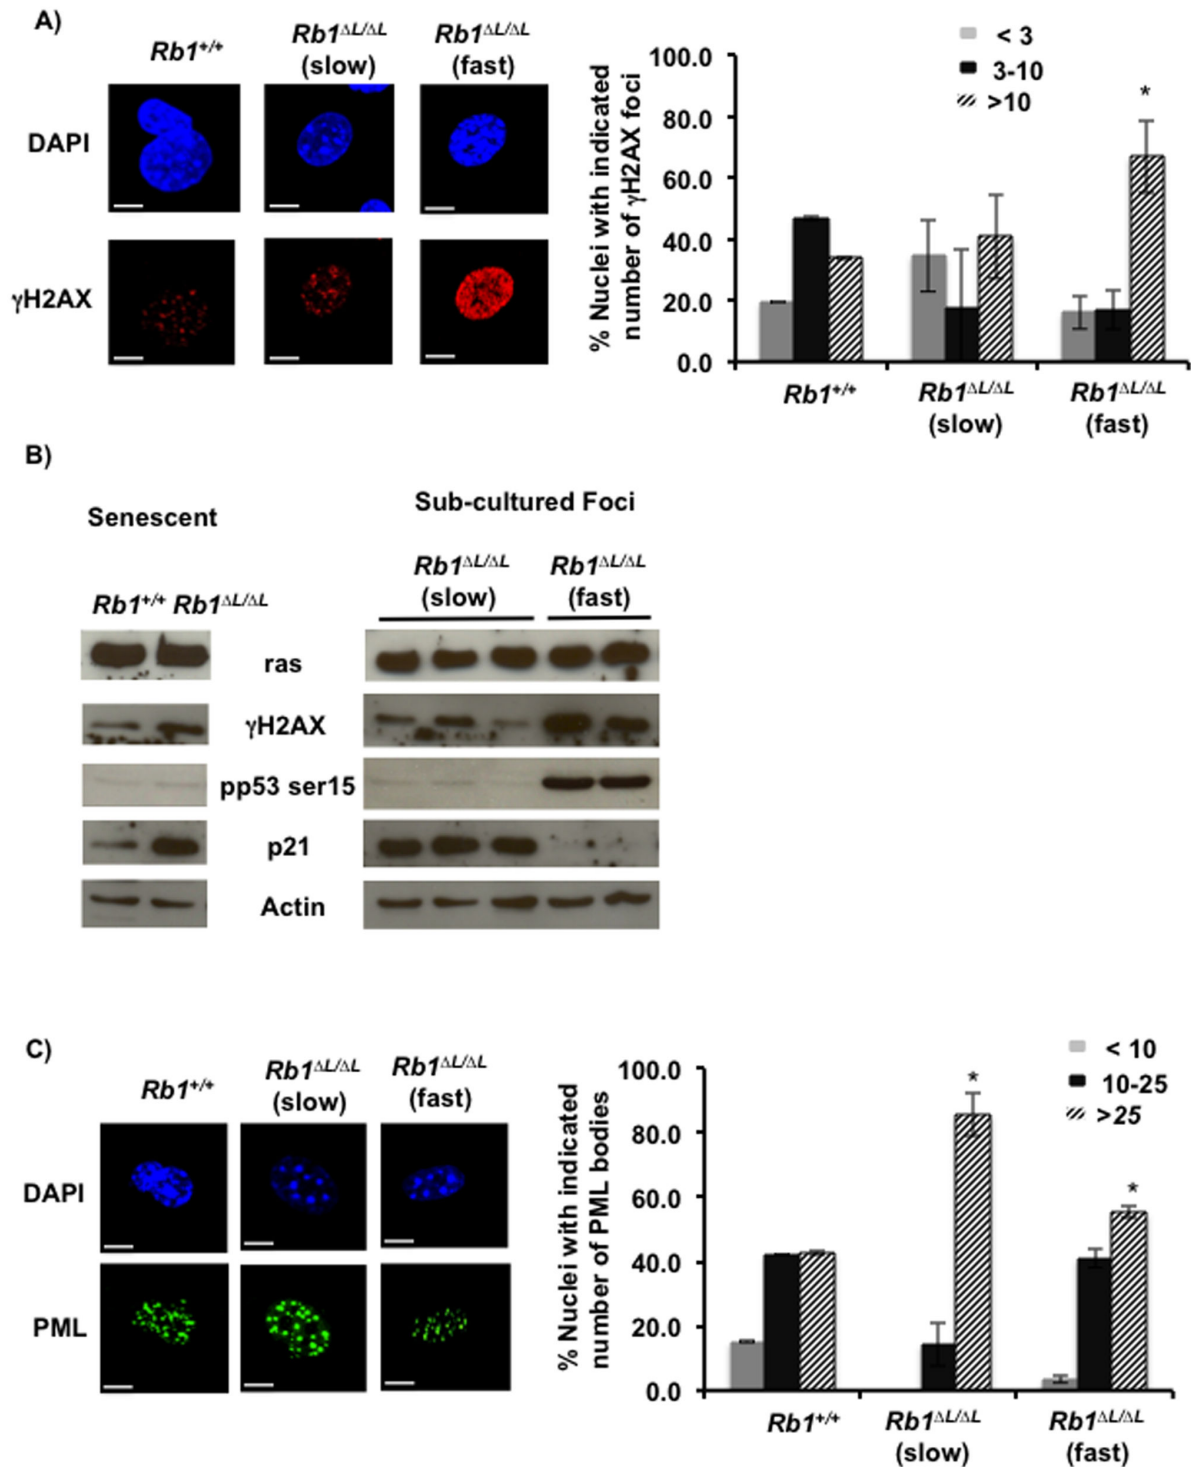 A)
Rb1+/+
Rb1ΔL/ΔL
(slow)
Rb1ΔL/ΔL
(fast)
DAPI
γH2AX
% Nuclei with indicated
number of γH2AX foci
100.0
80.0
60.0
40.0
20.0
0.0
< 3
3-10
>10
*
Rb1+/+
Rb1ΔL/ΔL
(slow)
Rb1ΔL/ΔL
(fast)
B)
Senescent
Sub-cultured Foci
Rb1+/+ Rb1ΔL/ΔL
Rb1ΔL/ΔL
(slow)
Rb1ΔL/ΔL
(fast)
ras
γH2AX
pp53 ser15
p21
Actin
C)
Rb1+/+
Rb1ΔL/ΔL
(slow)
Rb1ΔL/ΔL
(fast)
DAPI
PML
% Nuclei with indicated
number of PML bodies
100.0
80.0
60.0
40.0
20.0
0.0
< 10
10-25
>25
*
*
Rb1+/+
Rb1ΔL/ΔL
(slow)
Rb1ΔL/ΔL
(fast)